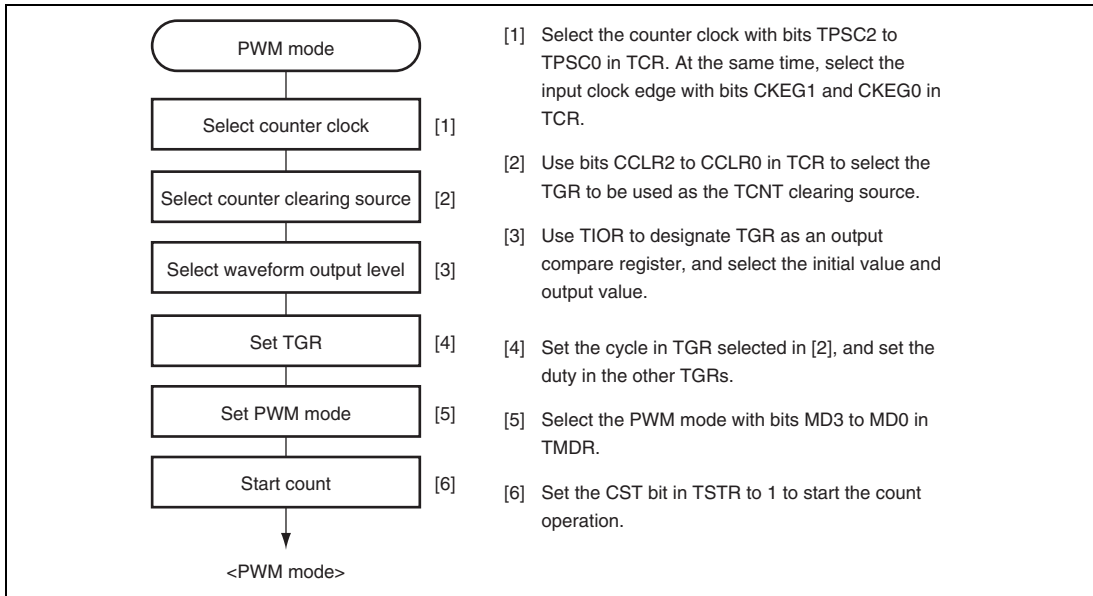 PWM mode
Select counter clock [1]
Select counter clearing source [2]
Select waveform output level [3]
Set TGR [4]
Set PWM mode [5]
Start count [6]
<PWM mode>
[1] Select the counter clock with bits TPSC2 to
TPSC0 in TCR. At the same time, select the
input clock edge with bits CKEG1 and CKEG0 in
TCR.
[2] Use bits CCLR2 to CCLR0 in TCR to select the
TGR to be used as the TCNT clearing source.
[3] Use TIOR to designate TGR as an output
compare register, and select the initial value and
output value.
[4] Set the cycle in TGR selected in [2], and set the
duty in the other TGRs.
[5] Select the PWM mode with bits MD3 to MD0 in
TMDR.
[6] Set the CST bit in TSTR to 1 to start the count
operation.